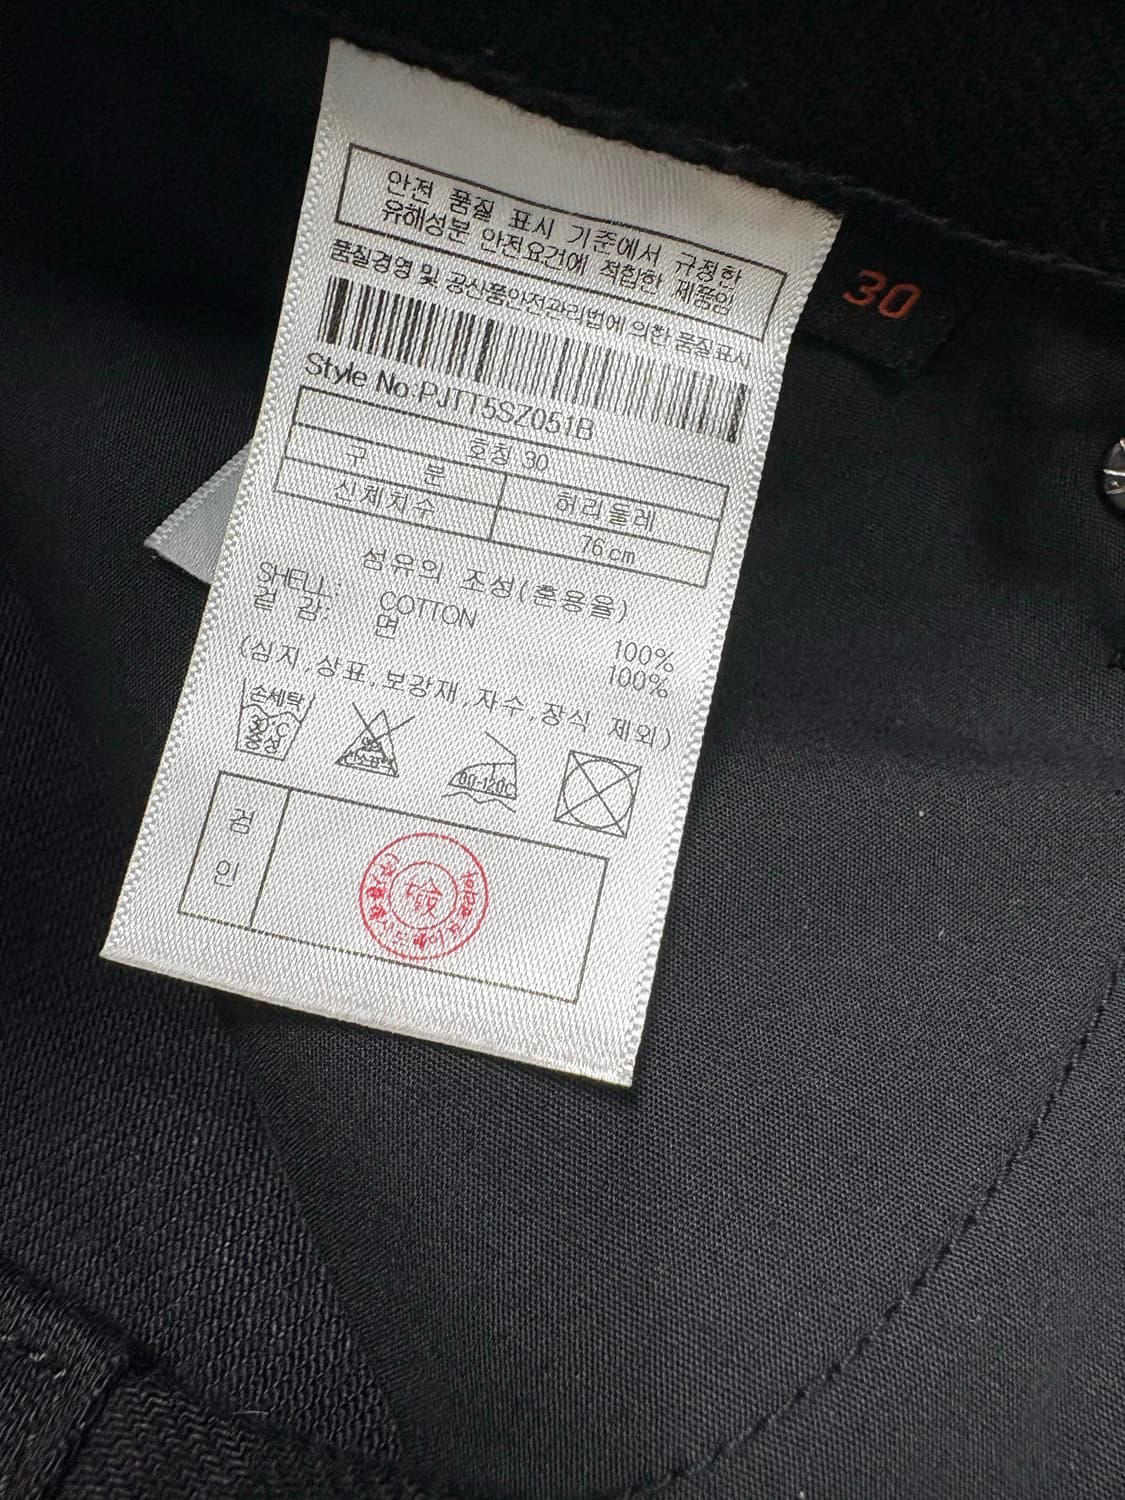 안전 품질 표시 기준에서 규정한
유해성분 안전요건에 적합한 제품임
품질경영 및 공산품안전관리법에 의한 품질표시
30
Style No:PJTT5SZ051B
호칭 30
구 분 허리둘레
신체치수 76cm
섬유의 조성(혼용율)
SHELL: COTTON 100%
겉 감: 면 100%
(심지,상표,보강재,자수,장식 제외)
손세탁
30°C
중성
80-120C
검
인
檢